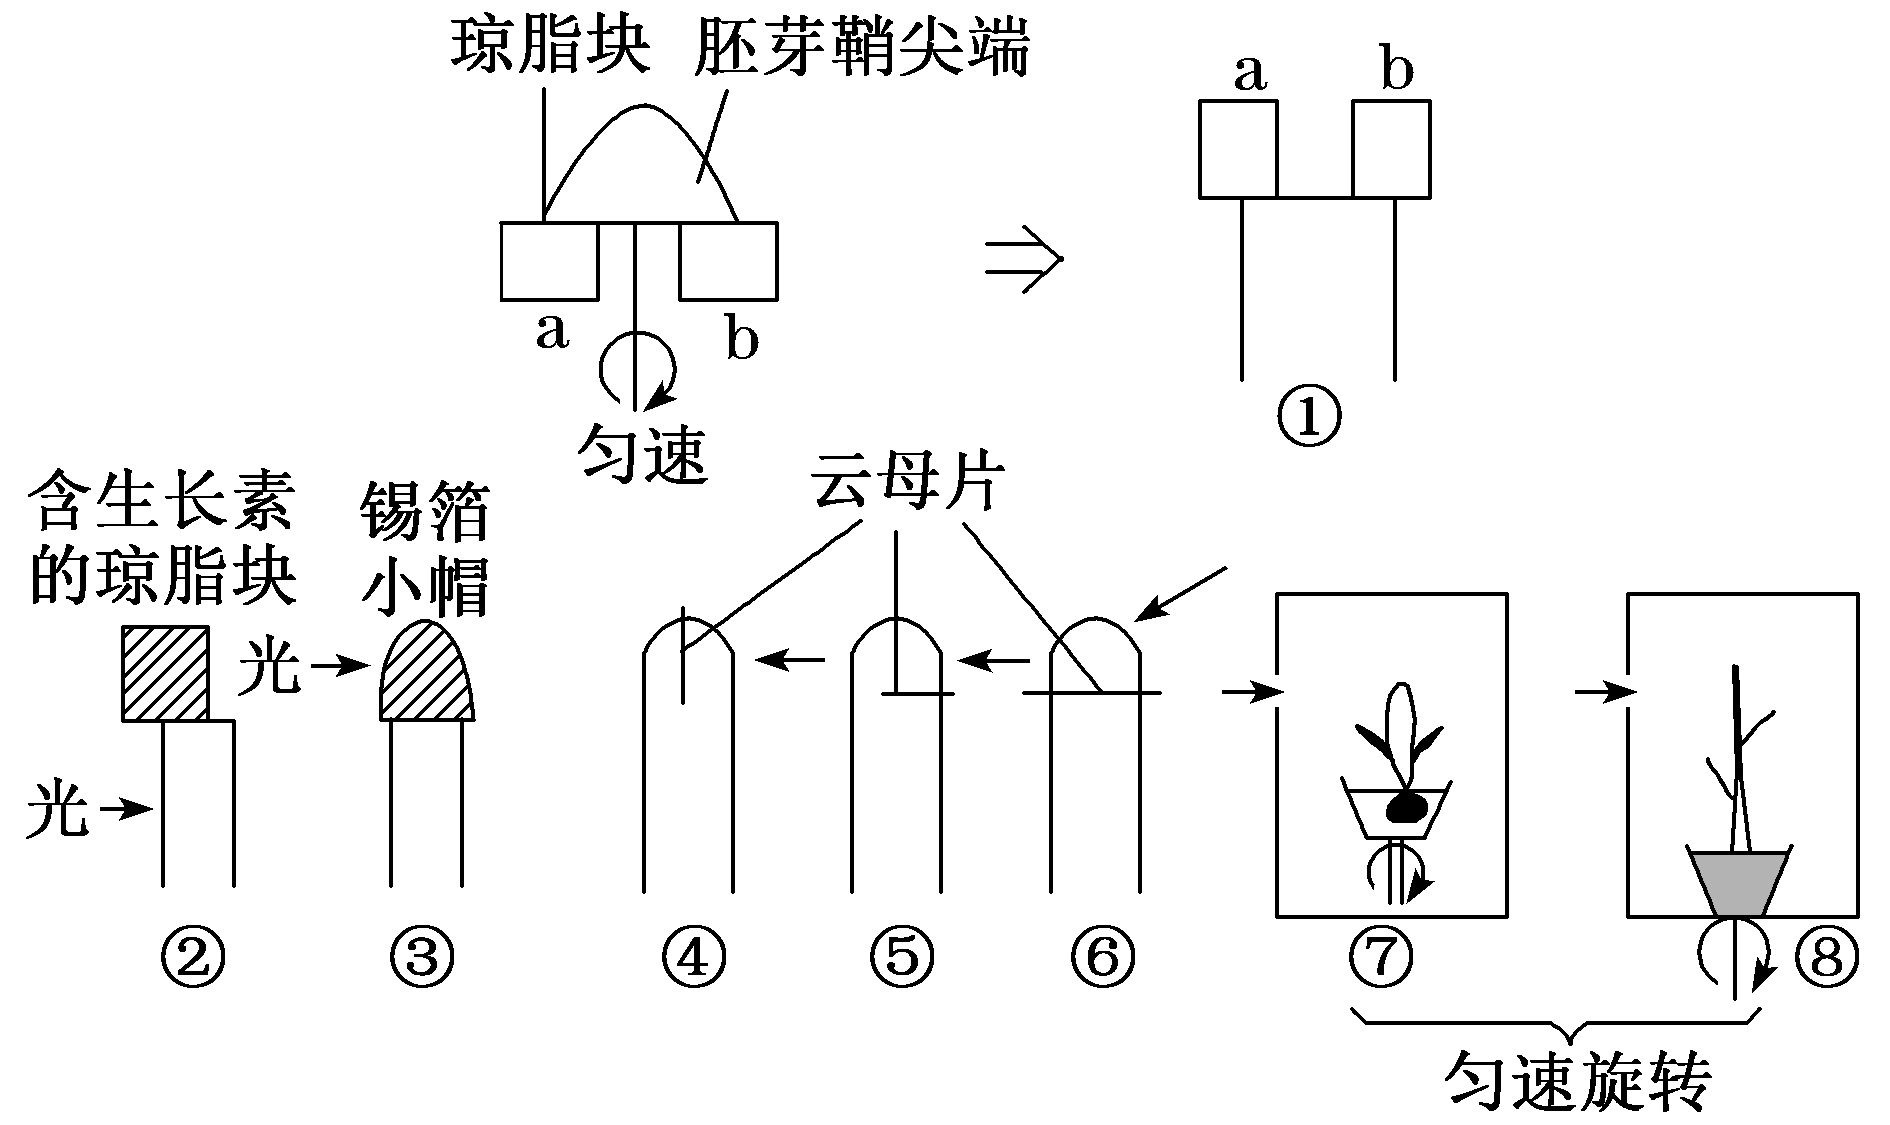 琼脂块 胚芽鞘尖端
a b
a b
匀速
①
含生长素
的琼脂块
锡箔
小帽
云母片
光
光
② ③ ④ ⑤ ⑥ ⑦ ⑧
匀速旋转